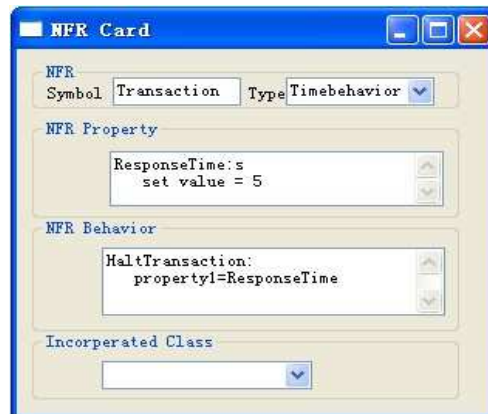 NFR Card
NFR
Symbol Transaction Type Timebehavior
NFR Property
ResponseTime:s
set value = 5
NFR Behavior
HaltTransaction:
property1=ResponseTime
Incorperated Class